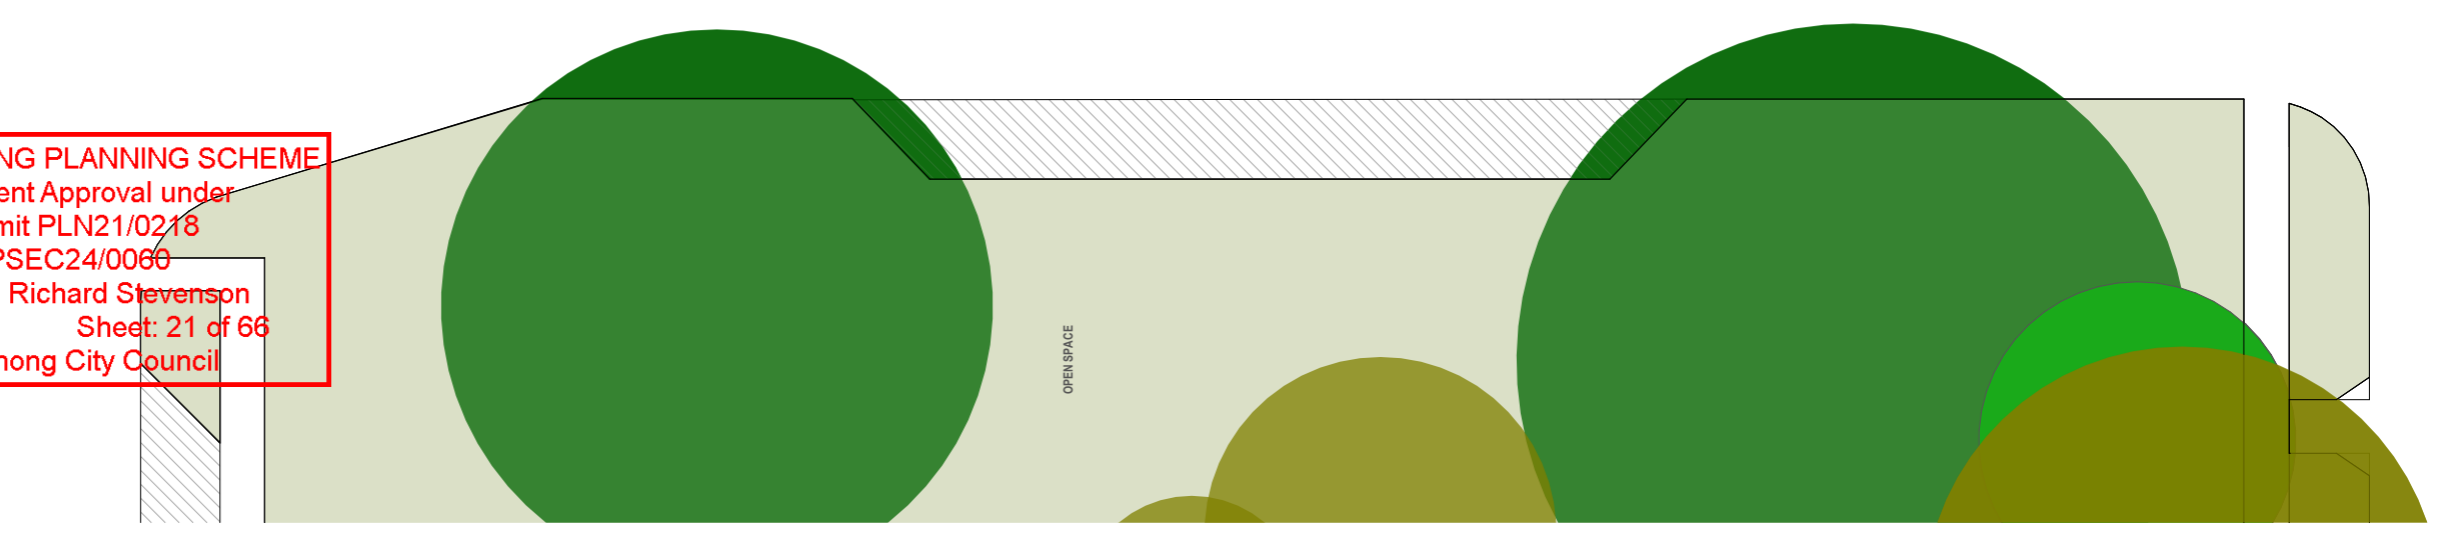 NG PLANNING SCHEME
ent Approval under
mit PLN21/0218
PSEC24/0060
Richard Stevenson
Sheet: 21 of 66
nong City Council
OPEN SPACE